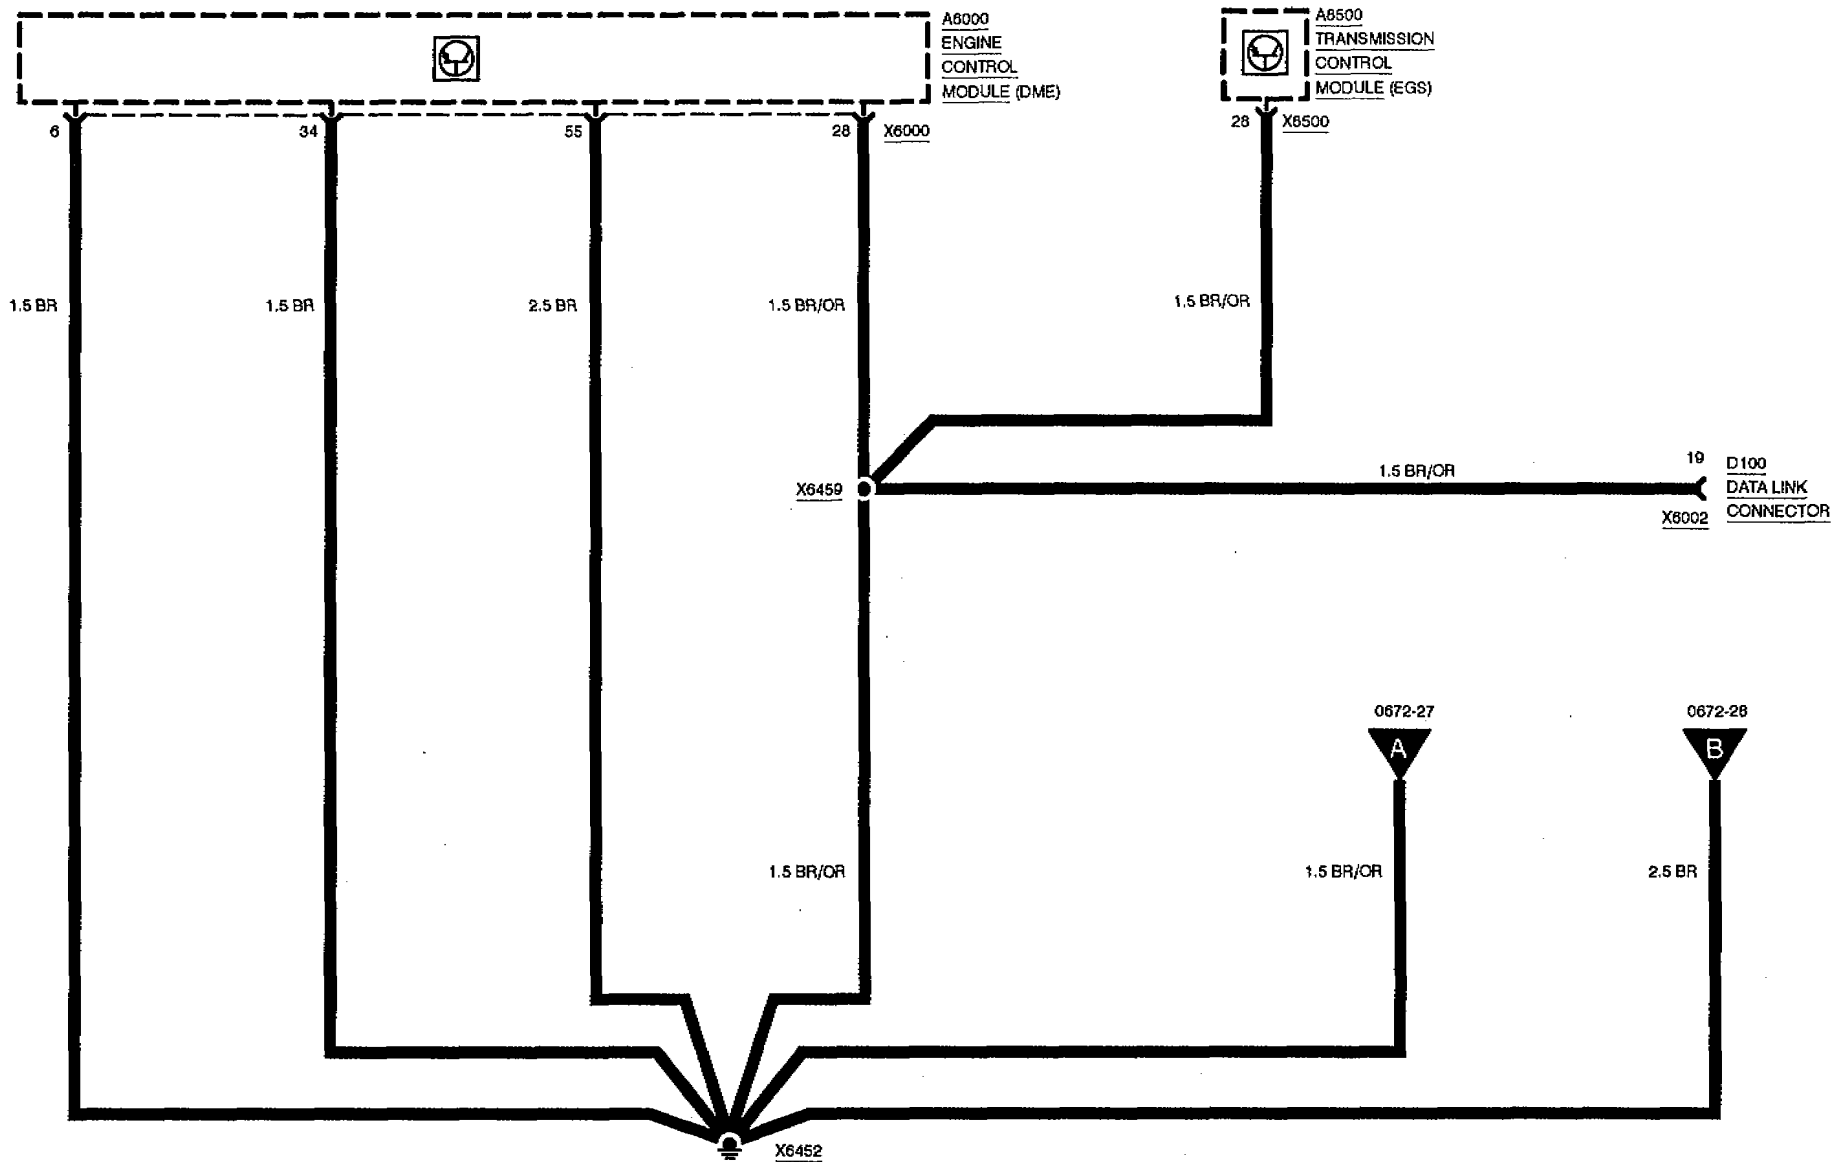 A6000
ENGINE
CONTROL
MODULE (DME)
A8500
TRANSMISSION
CONTROL
MODULE (EGS)
6
34
55
28
X6000
28
X8500
1.5 BR
1.5 BR
2.5 BR
1.5 BR/OR
1.5 BR/OR
X6459
1.5 BR/OR
19
D100
DATA LINK
CONNECTOR
X6002
0672-27
A
0672-28
B
1.5 BR/OR
1.5 BR/OR
2.5 BR
X6452